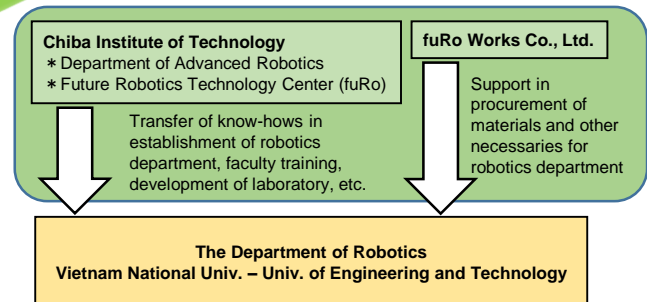 Chiba Institute of Technology
* Department of Advanced Robotics
* Future Robotics Technology Center (fuRo)
fuRo Works Co., Ltd.
Transfer of know-hows in
establishment of robotics
department, faculty training,
development of laboratory, etc.
Support in
procurement of
materials and other
necessaries for
robotics department
The Department of Robotics
Vietnam National Univ. – Univ. of Engineering and Technology